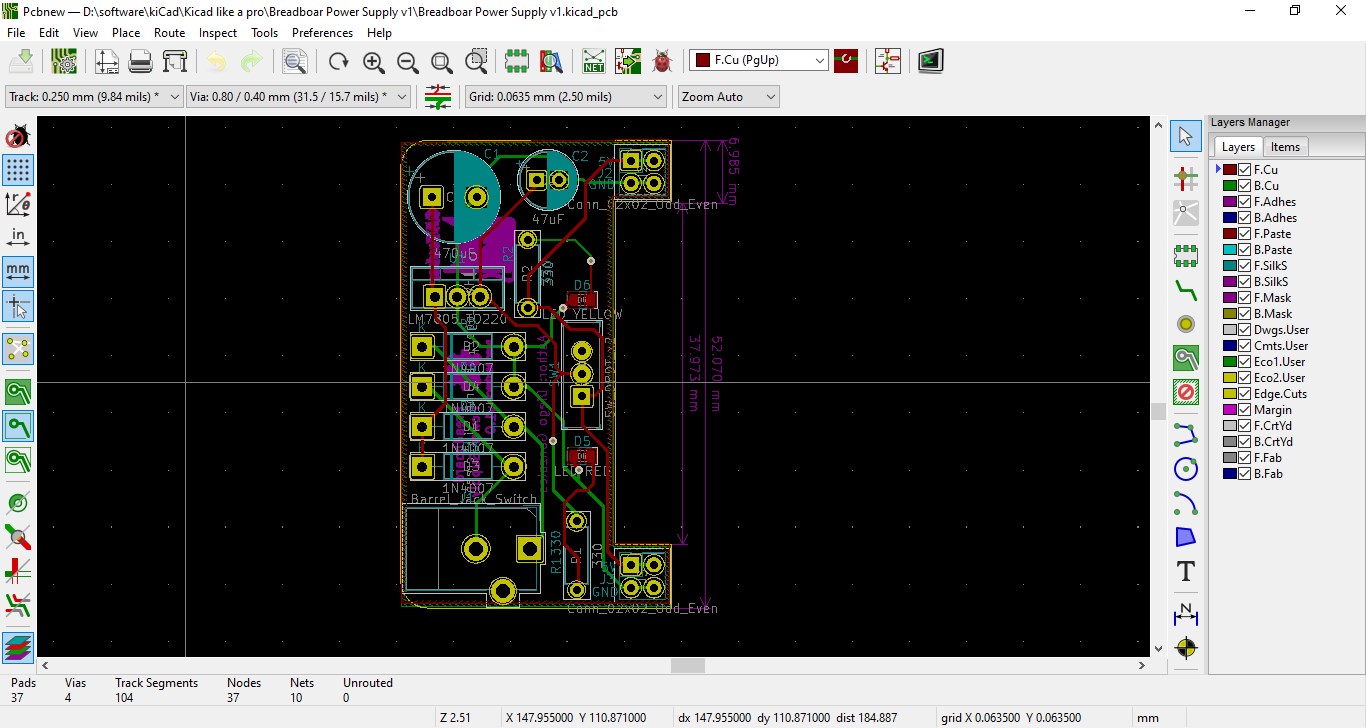 Pcbnew — D:\software\kiCad\Kicad like a pro\Breadboar Power Supply v1\Breadboar Power Supply v1.kicad_pcb
File Edit View Place Route Inspect Tools Preferences Help
NET
F.Cu (PgUp)
Track: 0.250 mm (9.84 mils) *
Via: 0.80 / 0.40 mm (31.5 / 15.7 mils) *
Grid: 0.0635 mm (2.50 mils)
Zoom Auto
in
mm
Layers Manager
Layers Items
F.Cu
B.Cu
F.Adhes
B.Adhes
F.Paste
B.Paste
F.SilkS
B.SilkS
F.Mask
B.Mask
Dwgs.User
Cmts.User
Eco1.User
Eco2.User
Edge.Cuts
Margin
F.CrtYd
B.CrtYd
F.Fab
B.Fab
T
N
C1
C2
J2
GND
Conn_02x02_Odd_Even
6.985 mm
47uF
470uF
R2
330
D6
LED_YELLOW
LM7805_TO220
K
D2
1N4007
K
1N4007
K
1N4007
K
D3
1N4007
SW1
37.973 mm
52.070 mm
D5
LED_RED
Barrel_Jack_Switch
R1
330
330
GND
Conn_02x02_Odd_Even
Pads Vias Track Segments Nodes Nets Unrouted
37 4 104 37 10 0
Z 2.51
X 147.955000 Y 110.871000
dx 147.955000 dy 110.871000 dist 184.887
grid X 0.063500 Y 0.063500
mm